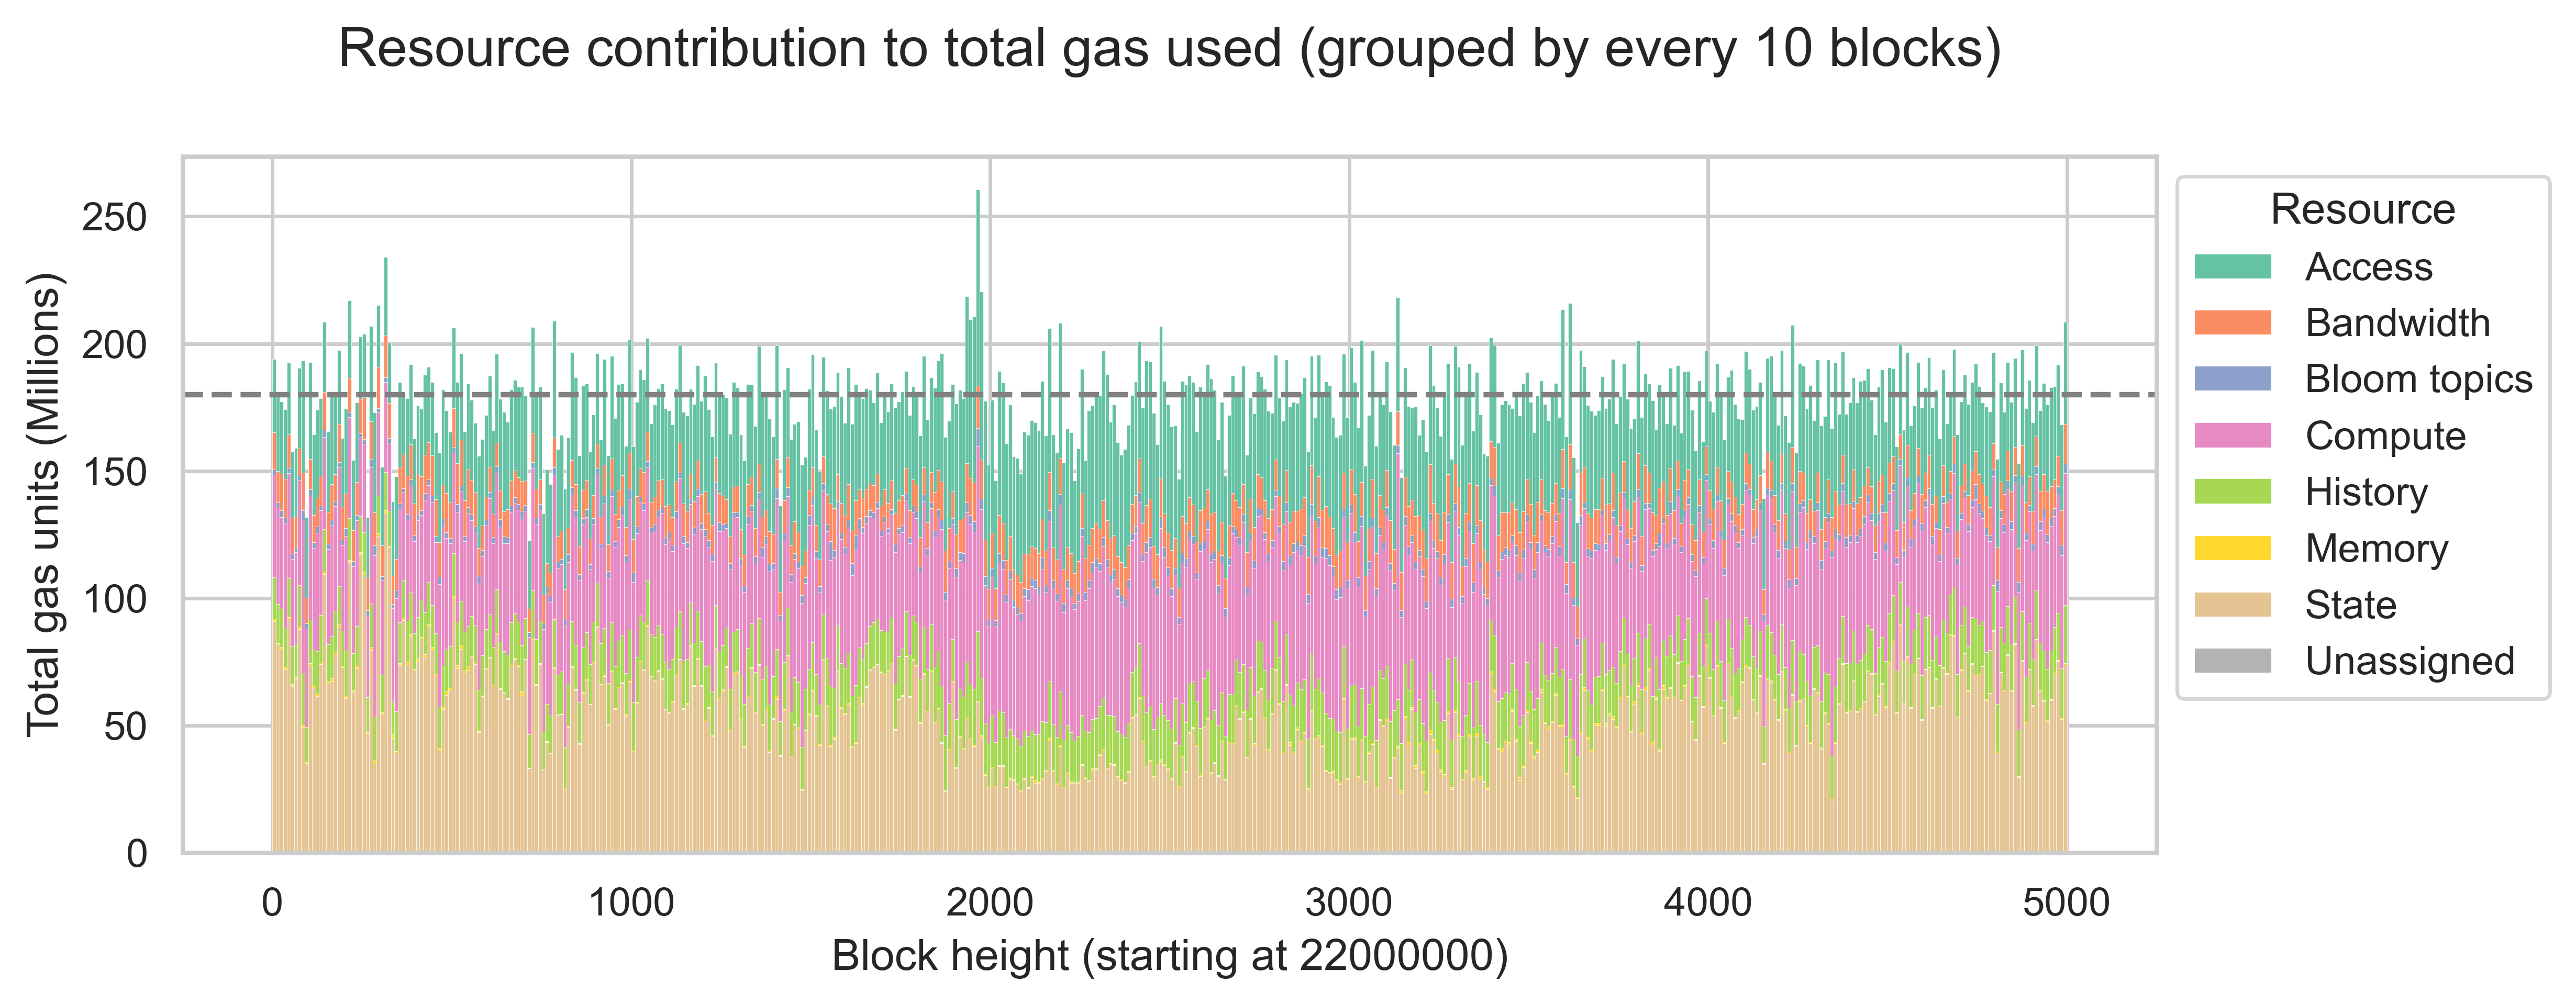 Resource contribution to total gas used (grouped by every 10 blocks)
Total gas units (Millions)
250
200
150
100
50
0
0 1000 2000 3000 4000 5000
Block height (starting at 22000000)
Resource
Access
Bandwidth
Bloom topics
Compute
History
Memory
State
Unassigned